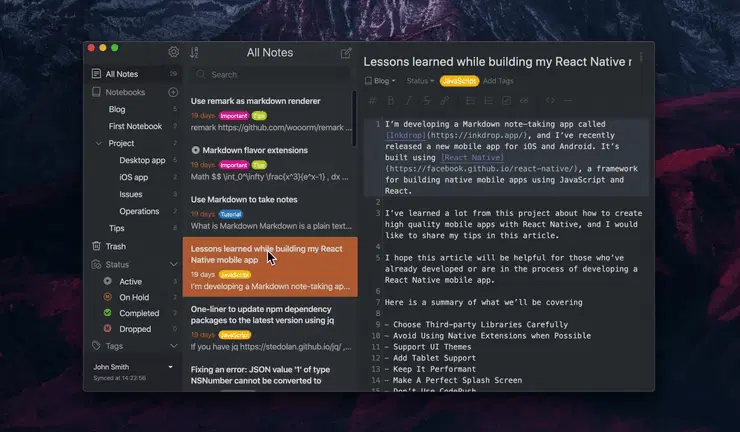 All Notes 29
Notebooks
Blog 5
First Notebook 7
Project 2
Desktop app 5
iOS app 2
Issues 3
Operations 2
Tips 8
Trash
Status
Active
On Hold
Completed
Dropped
Tags
John Smith
Synced at 14:22:56
All Notes
Search
Use remark as markdown renderer
19 days Important Tips
remark https://github.com/wooorm/remark ...
Markdown flavor extensions
19 days Important Tips
Math $$ \int_0^\infty \frac{x^3}{e^x-1} , dx ...
Use Markdown to take notes
19 days Tutorial
What is Markdown Markdown is a plain text...
Lessons learned while building my React
Native mobile app
19 days JavaScript
I'm developing a Markdown note-taking ap...
One-liner to update npm dependency
packages to the latest version using jq
19 days JavaScript
If you have jq https://stedolan.github.io/jq/ ,...
Fixing an error: JSON value '1' of type
NSNumber cannot be converted to
Lessons learned while building my React Native r
Blog Status JavaScript Add Tags
1 I'm developing a Markdown note-taking app called
[Inkdrop](https://inkdrop.app/), and I've recently
released a new mobile app for iOS and Android. It's
built using [React Native]
(https://facebook.github.io/react-native/), a framework
for building native mobile apps using JavaScript and
React.
2
3 I've learned a lot from this project about how to create
high quality mobile apps with React Native, and I would
like to share my tips in this article.
4
5 I hope this article will be helpful for those who've
already developed or are in the process of developing a
React Native mobile app.
6
7 Here is a summary of what we'll be covering
8
9 - Choose Third-party Libraries Carefully
10 - Avoid Using Native Extensions when Possible
11 - Support UI Themes
12 - Add Tablet Support
13 - Keep It Performant
14 - Make A Perfect Splash Screen
15 - Don't Use CodePush